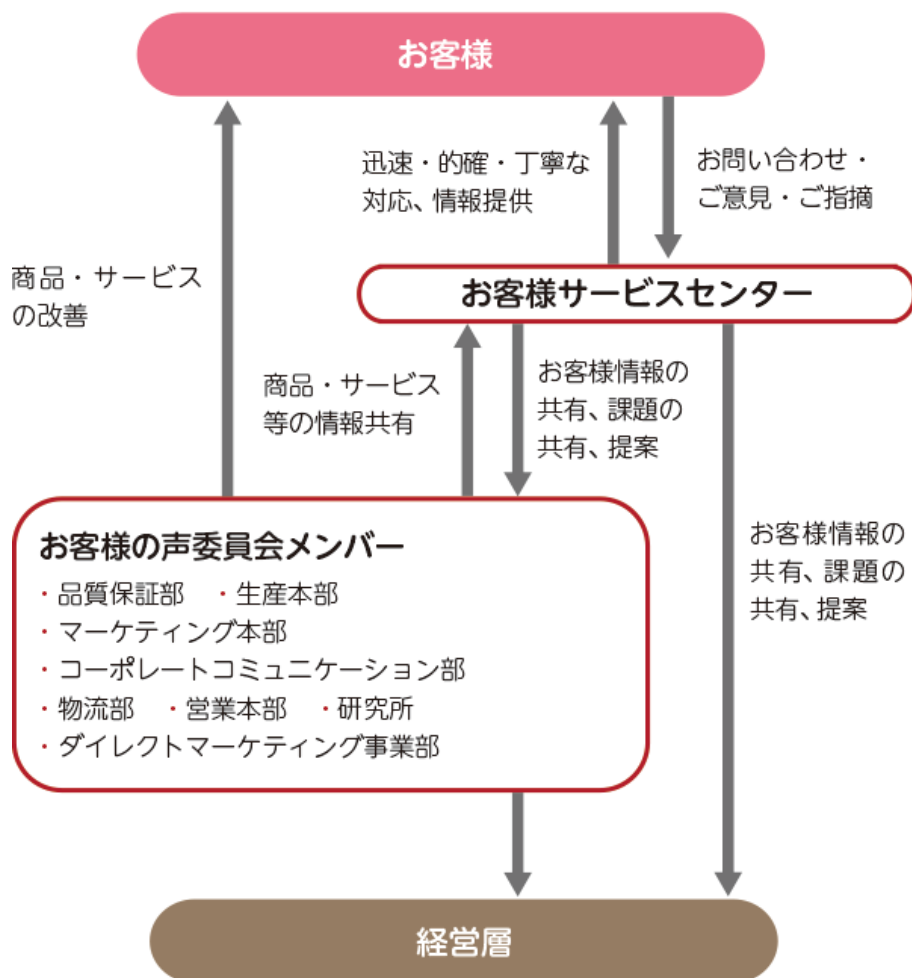 お客様
迅速・的確・丁寧な
対応、情報提供
お問い合わせ・
ご意見・ご指摘
商品・サービス
の改善
お客様サービスセンター
商品・サービス
等の情報共有
お客様情報の
共有、課題の
共有、提案
お客様の声委員会メンバー
・品質保証部　・生産本部
・マーケティング本部
・コーポレートコミュニケーション部
・物流部　・営業本部　・研究所
・ダイレクトマーケティング事業部
お客様情報の
共有、課題の
共有、提案
経営層